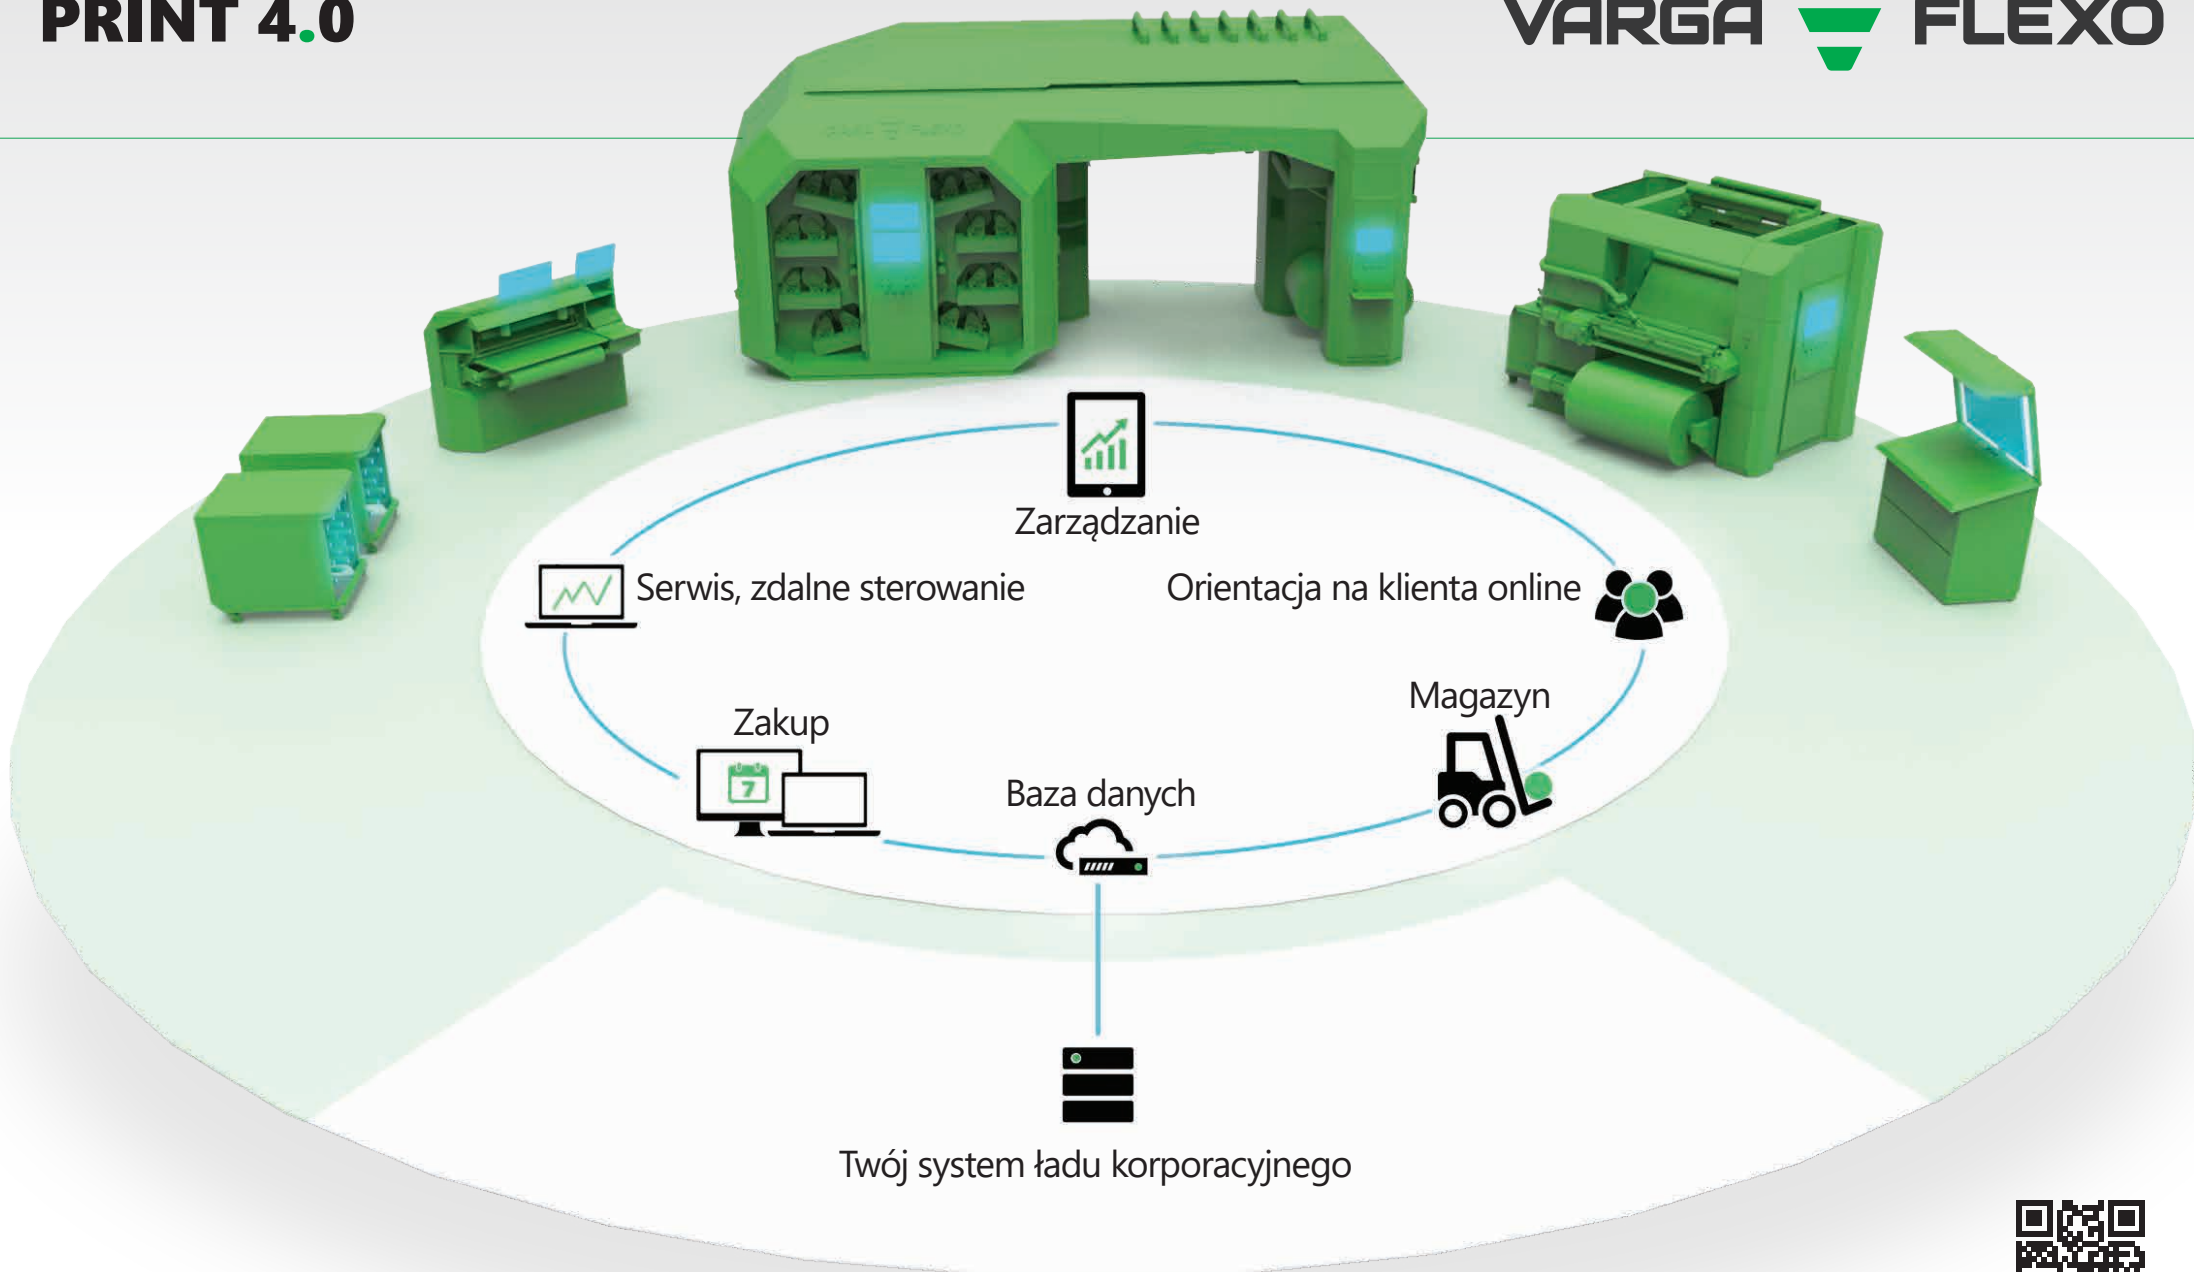 PRINT 4.0
VARGA FLEXO
Zarządzanie
Serwis, zdalne sterowanie
Orientacja na klienta online
Magazyn
Zakup
7
Baza danych
Twój system ładu korporacyjnego